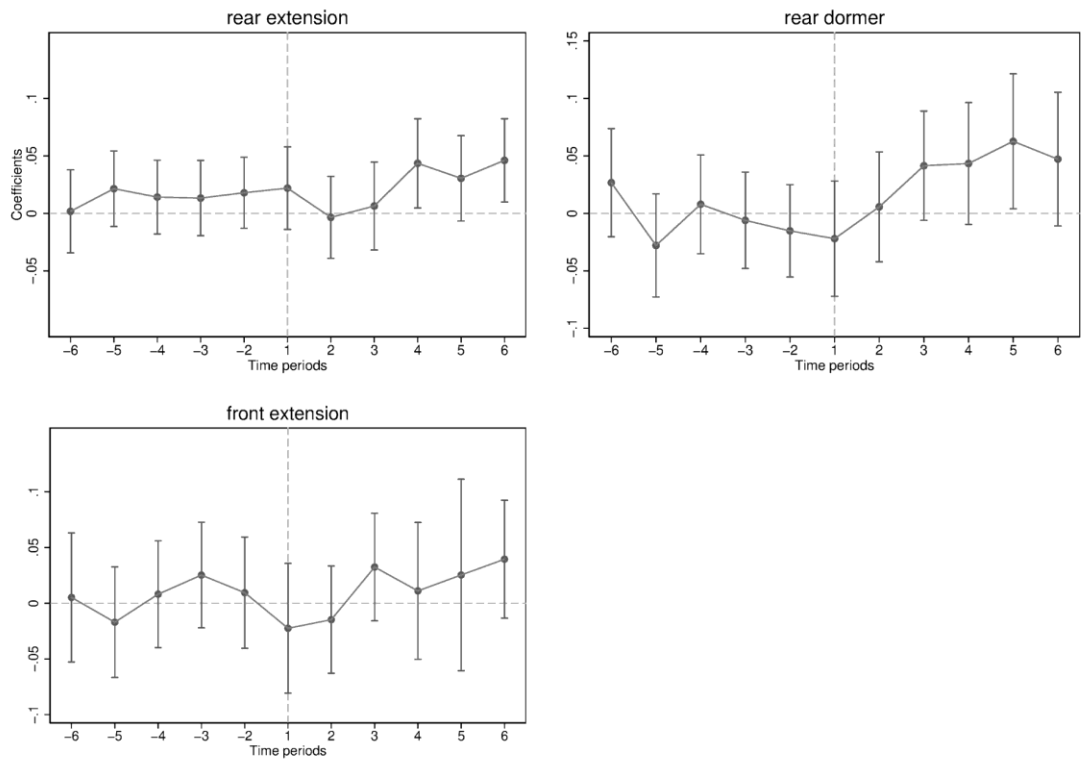 rear extension
Coefficients
.1
.05
0
-.05
-6 -5 -4 -3 -2 1 2 3 4 5 6
Time periods
rear dormer
.15
.1
.05
0
-.05
-.1
-6 -5 -4 -3 -2 1 2 3 4 5 6
Time periods
front extension
.1
.05
0
-.05
-.1
-6 -5 -4 -3 -2 1 2 3 4 5 6
Time periods